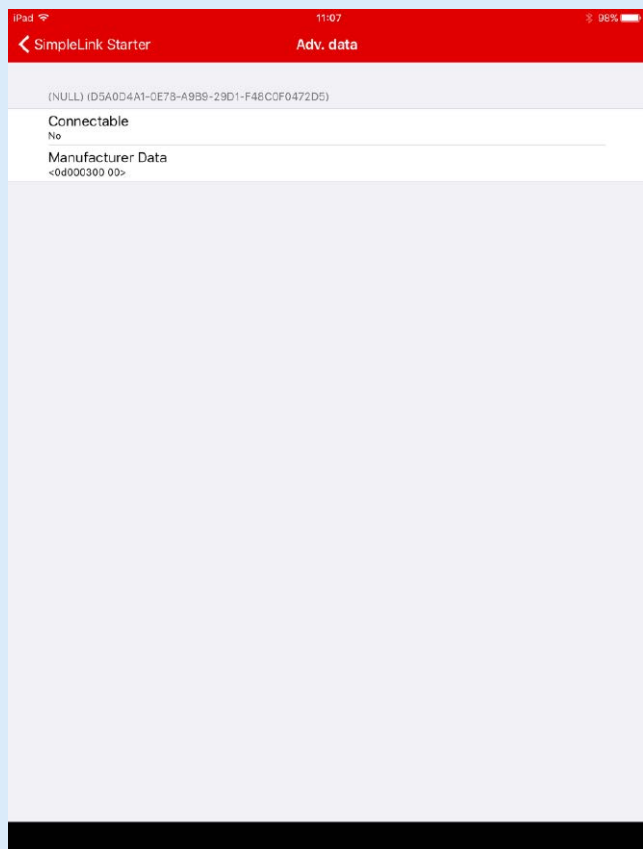 iPad 11:07 98%
SimpleLink Starter Adv. data
(NULL) (D5A0D4A1-0E78-A9B9-29D1-F48C0F0472D5)
Connectable
No
Manufacturer Data
<0d000300 00>